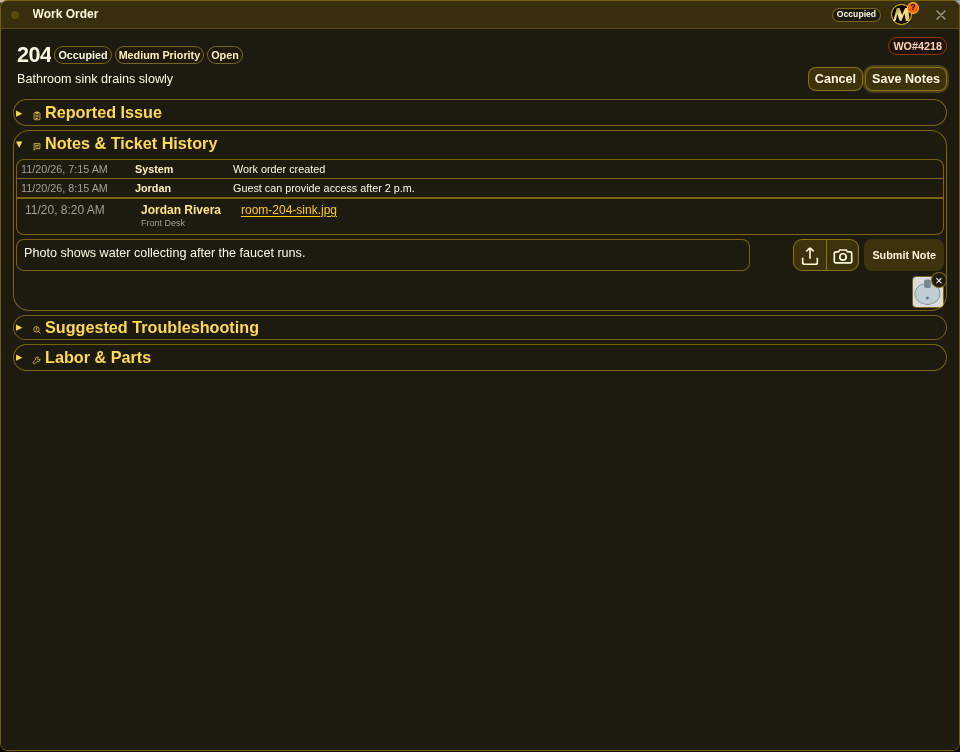 Work Order
Occupied
M ?
WO#4218
204 Occupied Medium Priority Open
Bathroom sink drains slowly
Cancel Save Notes
Reported Issue
Notes & Ticket History
11/20/26, 7:15 AM System Work order created
11/20/26, 8:15 AM Jordan Guest can provide access after 2 p.m.
11/20, 8:20 AM Jordan Rivera room-204-sink.jpg
Front Desk
Photo shows water collecting after the faucet runs.
Submit Note
Suggested Troubleshooting
Labor & Parts